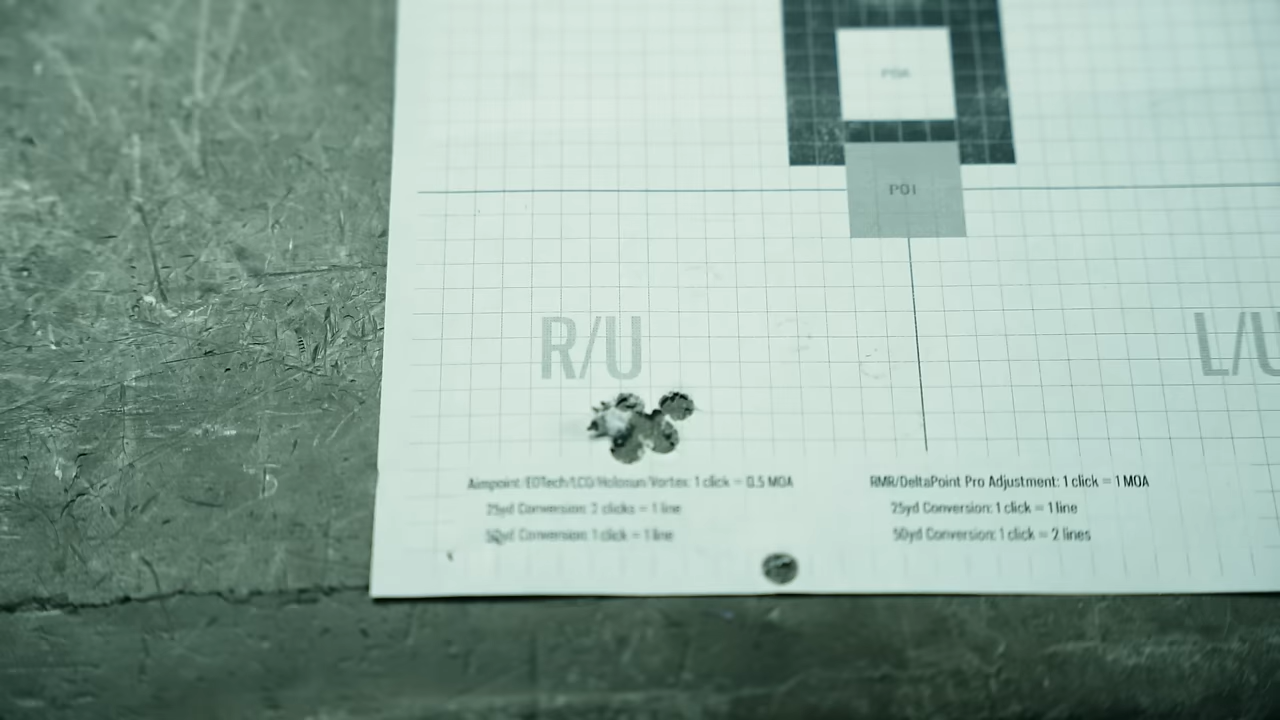 POA
POI
R/U
L/U
Aimpoint/EOTech/LCO/Holosun/Vortex: 1 click = 0.5 MOA
25yd Conversion: 2 clicks = 1 line
50yd Conversion: 1 click = 1 line
RMR/DeltaPoint Pro Adjustment: 1 click = 1 MOA
25yd Conversion: 1 click = 1 line
50yd Conversion: 1 click = 2 lines